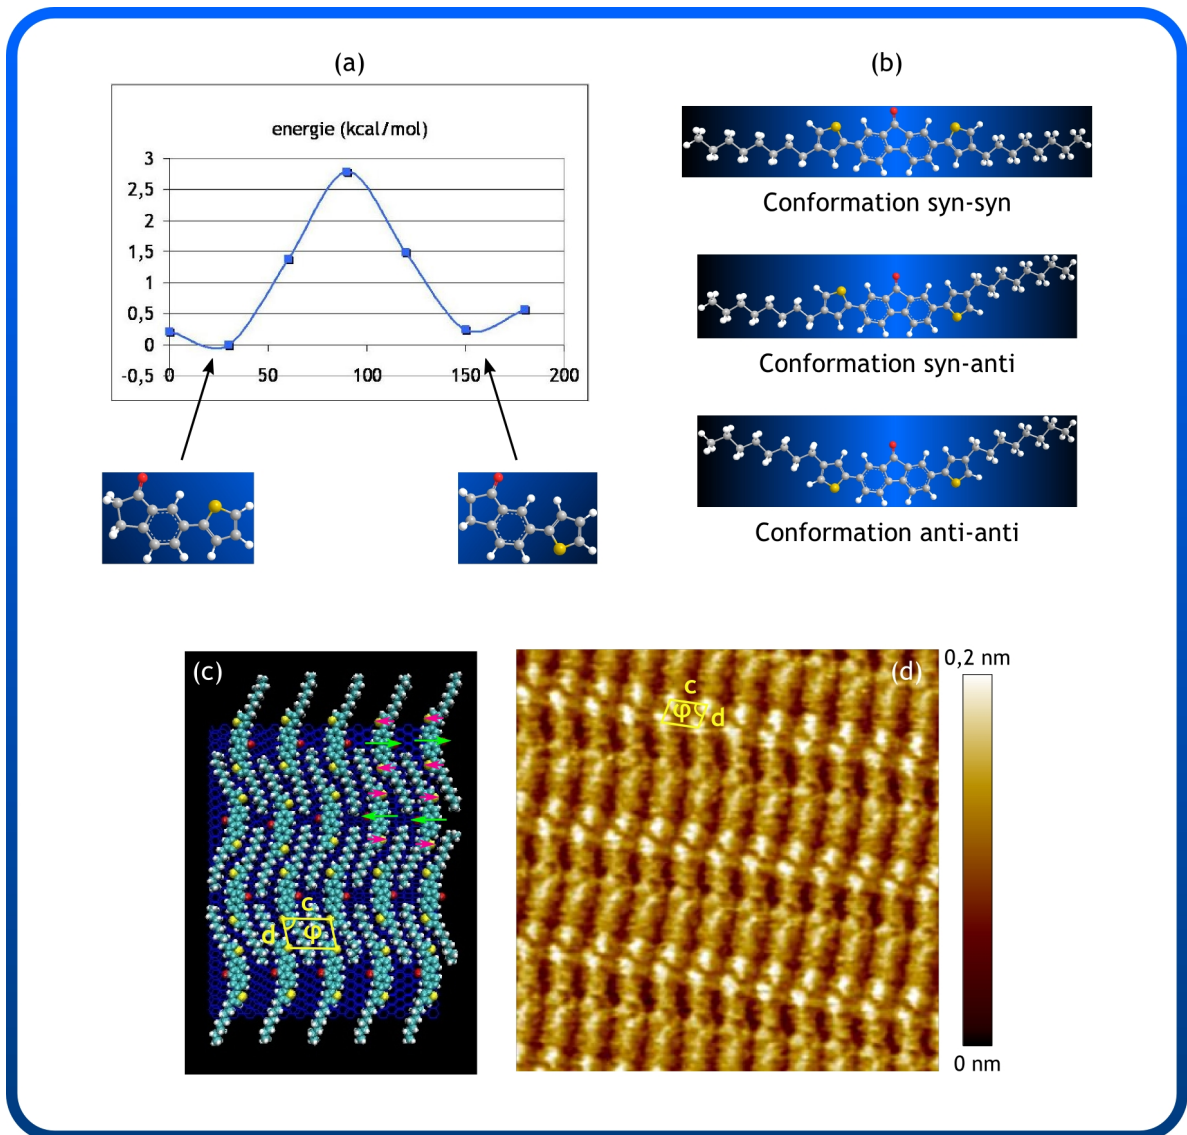 (a)
energie (kcal/mol)
3
2,5
2
1,5
1
0,5
0
-0,5
0 50 100 150 200
(b)
Conformation syn-syn
Conformation syn-anti
Conformation anti-anti
(c)
c
d φ
(d)
c
φ d
0,2 nm
0 nm